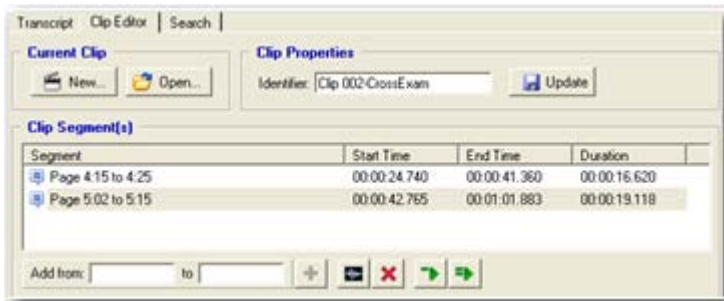 Transcript Clip Editor Search
Current Clip Clip Properties
New... Open... Identifier: Clip 002-CrossExam Update
Clip Segment(s)
Segment Start Time End Time Duration
Page 4:15 to 4:25 00:00:24.740 00:00:41.360 00:00:16.620
Page 5:02 to 5:15 00:00:42.765 00:01:01.883 00:00:19.118
Add from: to